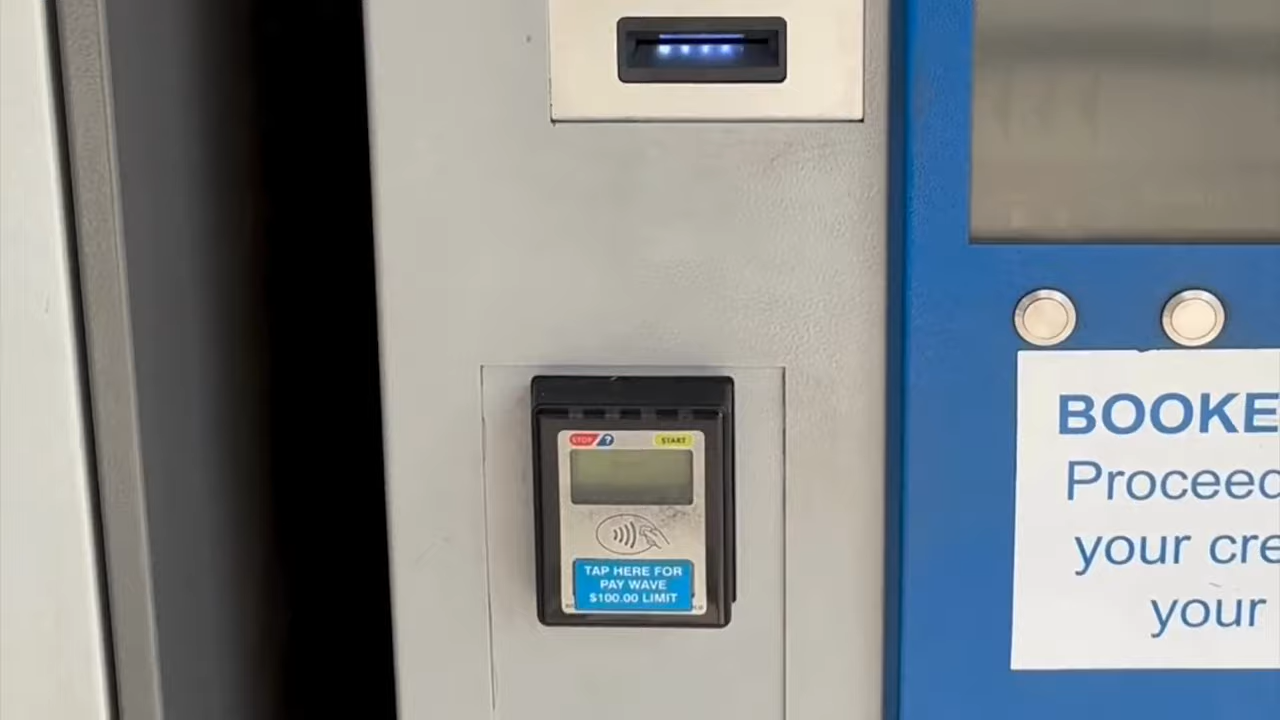 STOP ?
START
TAP HERE FOR
PAY WAVE
$100.00 LIMIT
BOOKE
Proceed
your cre
your